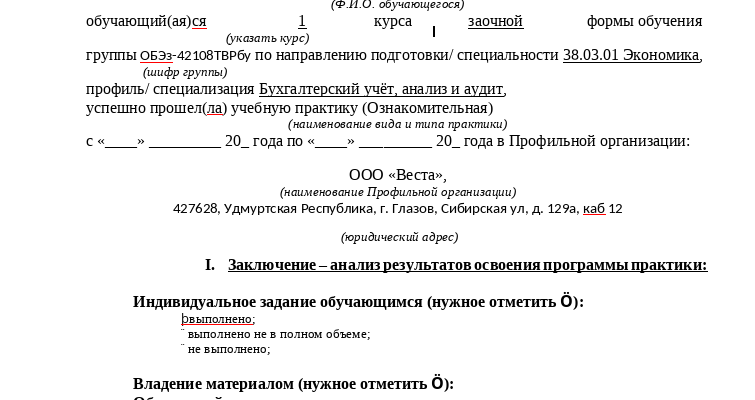 (Ф.И.О. обучающегося)
обучающий(ая)ся 1 курса заочной формы обучения
(указать курс)
группы ОБЭз-42108ТВРбу по направлению подготовки/ специальности 38.03.01 Экономика,
(шифр группы)
профиль/ специализация Бухгалтерский учёт, анализ и аудит,
успешно прошел(ла) учебную практику (Ознакомительная)
(наименование вида и типа практики)
с «____» _________ 20_ года по «____» _________ 20_ года в Профильной организации:
ООО «Веста»,
(наименование Профильной организации)
427628, Удмуртская Республика, г. Глазов, Сибирская ул, д. 129а, каб 12
(юридический адрес)
I. Заключение – анализ результатов освоения программы практики:
Индивидуальное задание обучающимся (нужное отметить Ö):
þвыполнено;
¨ выполнено не в полном объеме;
¨ не выполнено;
Владение материалом (нужное отметить Ö):